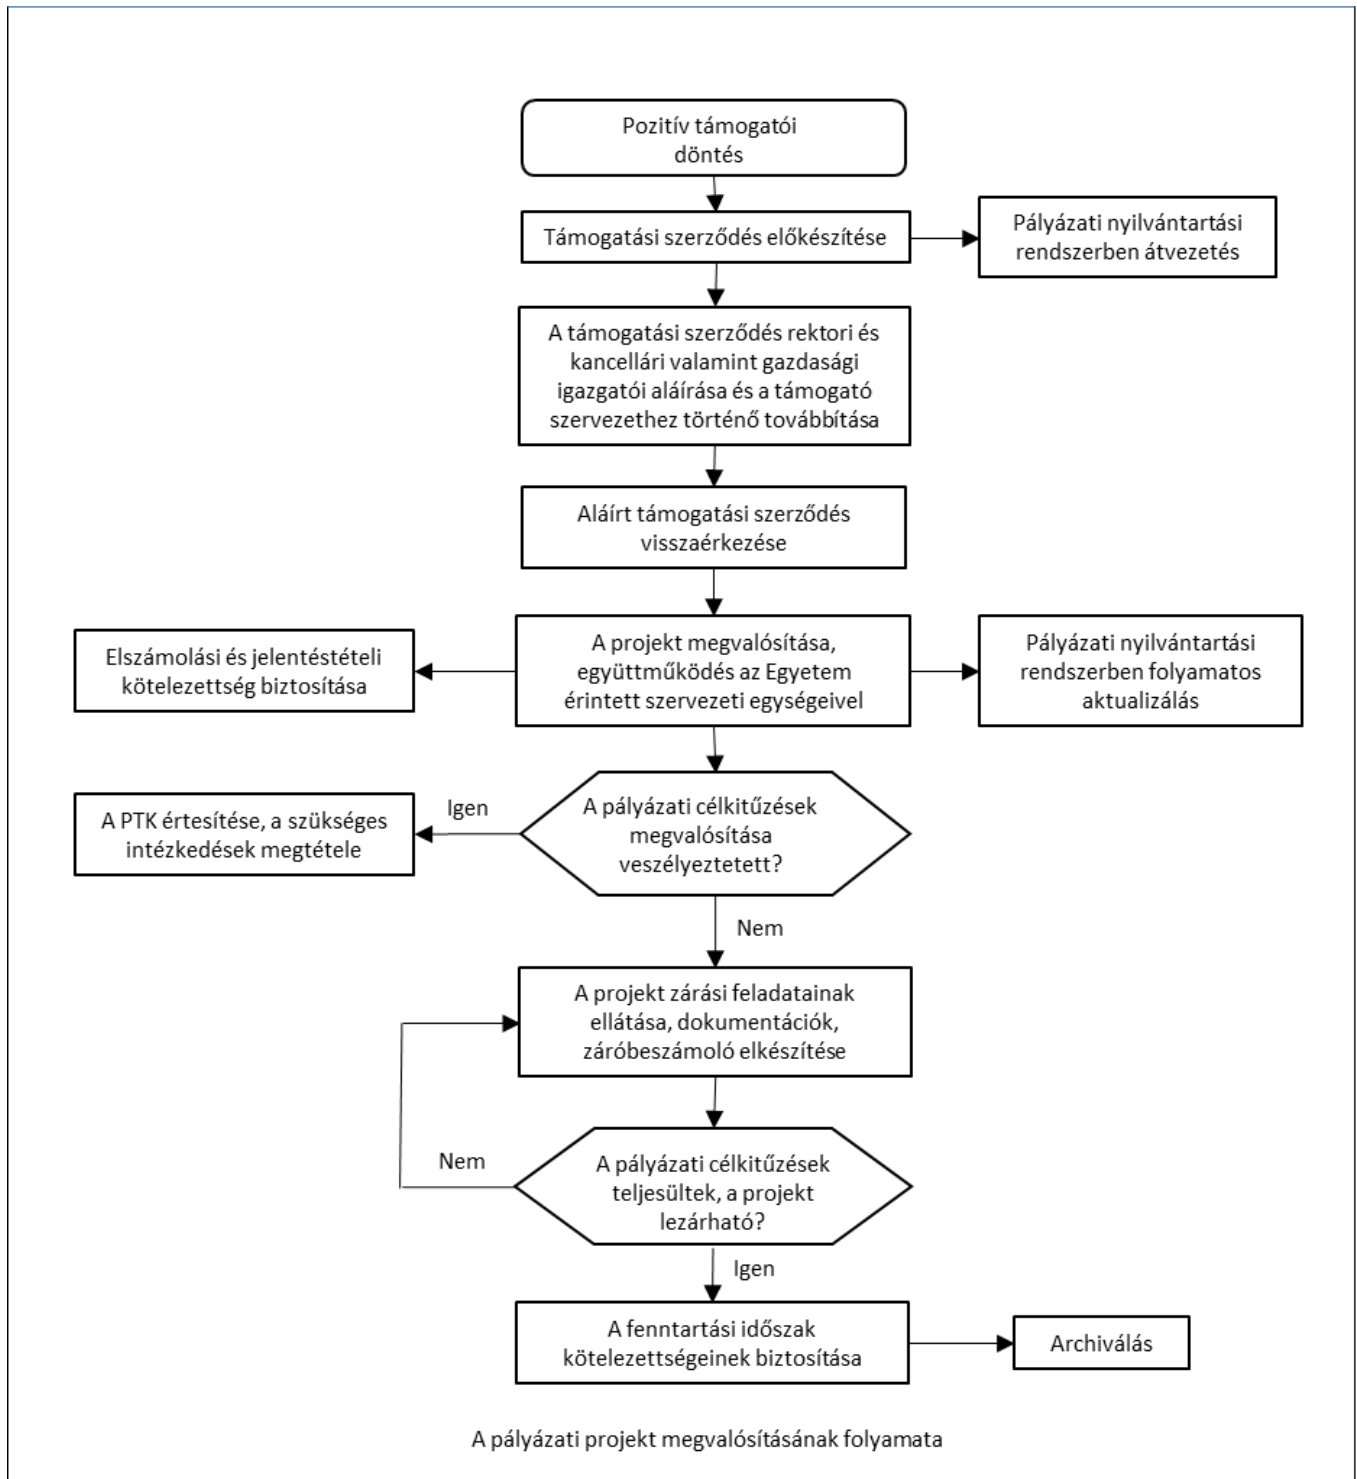 Pozitív támogatói
döntés
Támogatási szerződés előkészítése
Pályázati nyilvántartási
rendszerben átvezetés
A támogatási szerződés rektori és
kancellári valamint gazdasági
igazgatói aláírása és a támogató
szervezethez történő továbbítása
Aláírt támogatási szerződés
visszaérkezése
Elszámolási és jelentéstételi
kötelezettség biztosítása
A projekt megvalósítása,
együttműködés az Egyetem
érintett szervezeti egységeivel
Pályázati nyilvántartási
rendszerben folyamatos
aktualizálás
A PTK értesítése, a szükséges
intézkedések megtétele
Igen
A pályázati célkitűzések
megvalósítása
veszélyeztetett?
Nem
A projekt zárási feladatainak
ellátása, dokumentációk,
záróbeszámoló elkészítése
Nem
A pályázati célkitűzések
teljesültek, a projekt
lezárható?
Igen
A fenntartási időszak
kötelezettségeinek biztosítása
Archiválás
A pályázati projekt megvalósításának folyamata